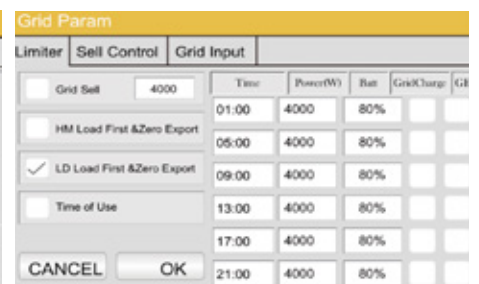 Grid Param
Limiter Sell Control Grid Input
Grid Sell 4000
HM Load First &Zero Export
LD Load First &Zero Export
Time of Use
CANCEL OK
Time Power(W) Batt GridCharge
01:00 4000 80%
05:00 4000 80%
09:00 4000 80%
13:00 4000 80%
17:00 4000 80%
21:00 4000 80%